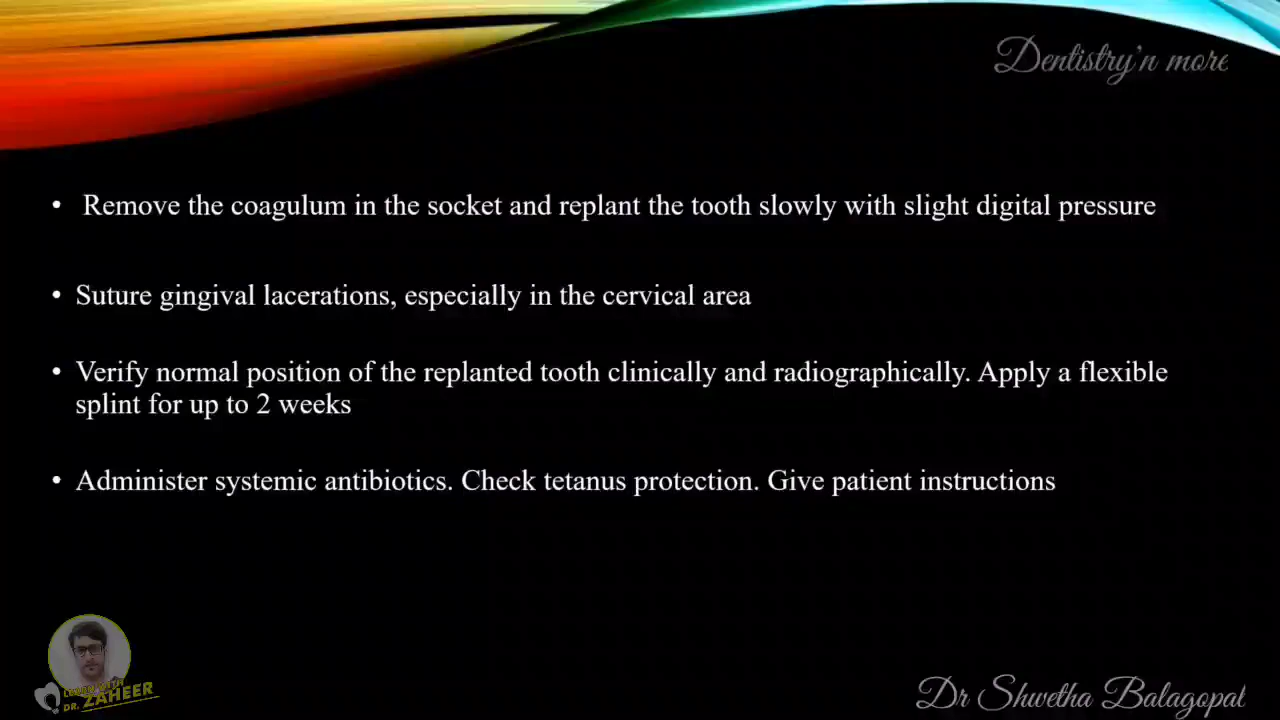 Dentistry'n more
• Remove the coagulum in the socket and replant the tooth slowly with slight digital pressure
• Suture gingival lacerations, especially in the cervical area
• Verify normal position of the replanted tooth clinically and radiographically. Apply a flexible
splint for up to 2 weeks
• Administer systemic antibiotics. Check tetanus protection. Give patient instructions
LEARN WITH
DR. ZAHEER
Dr Shwetha Balagopal